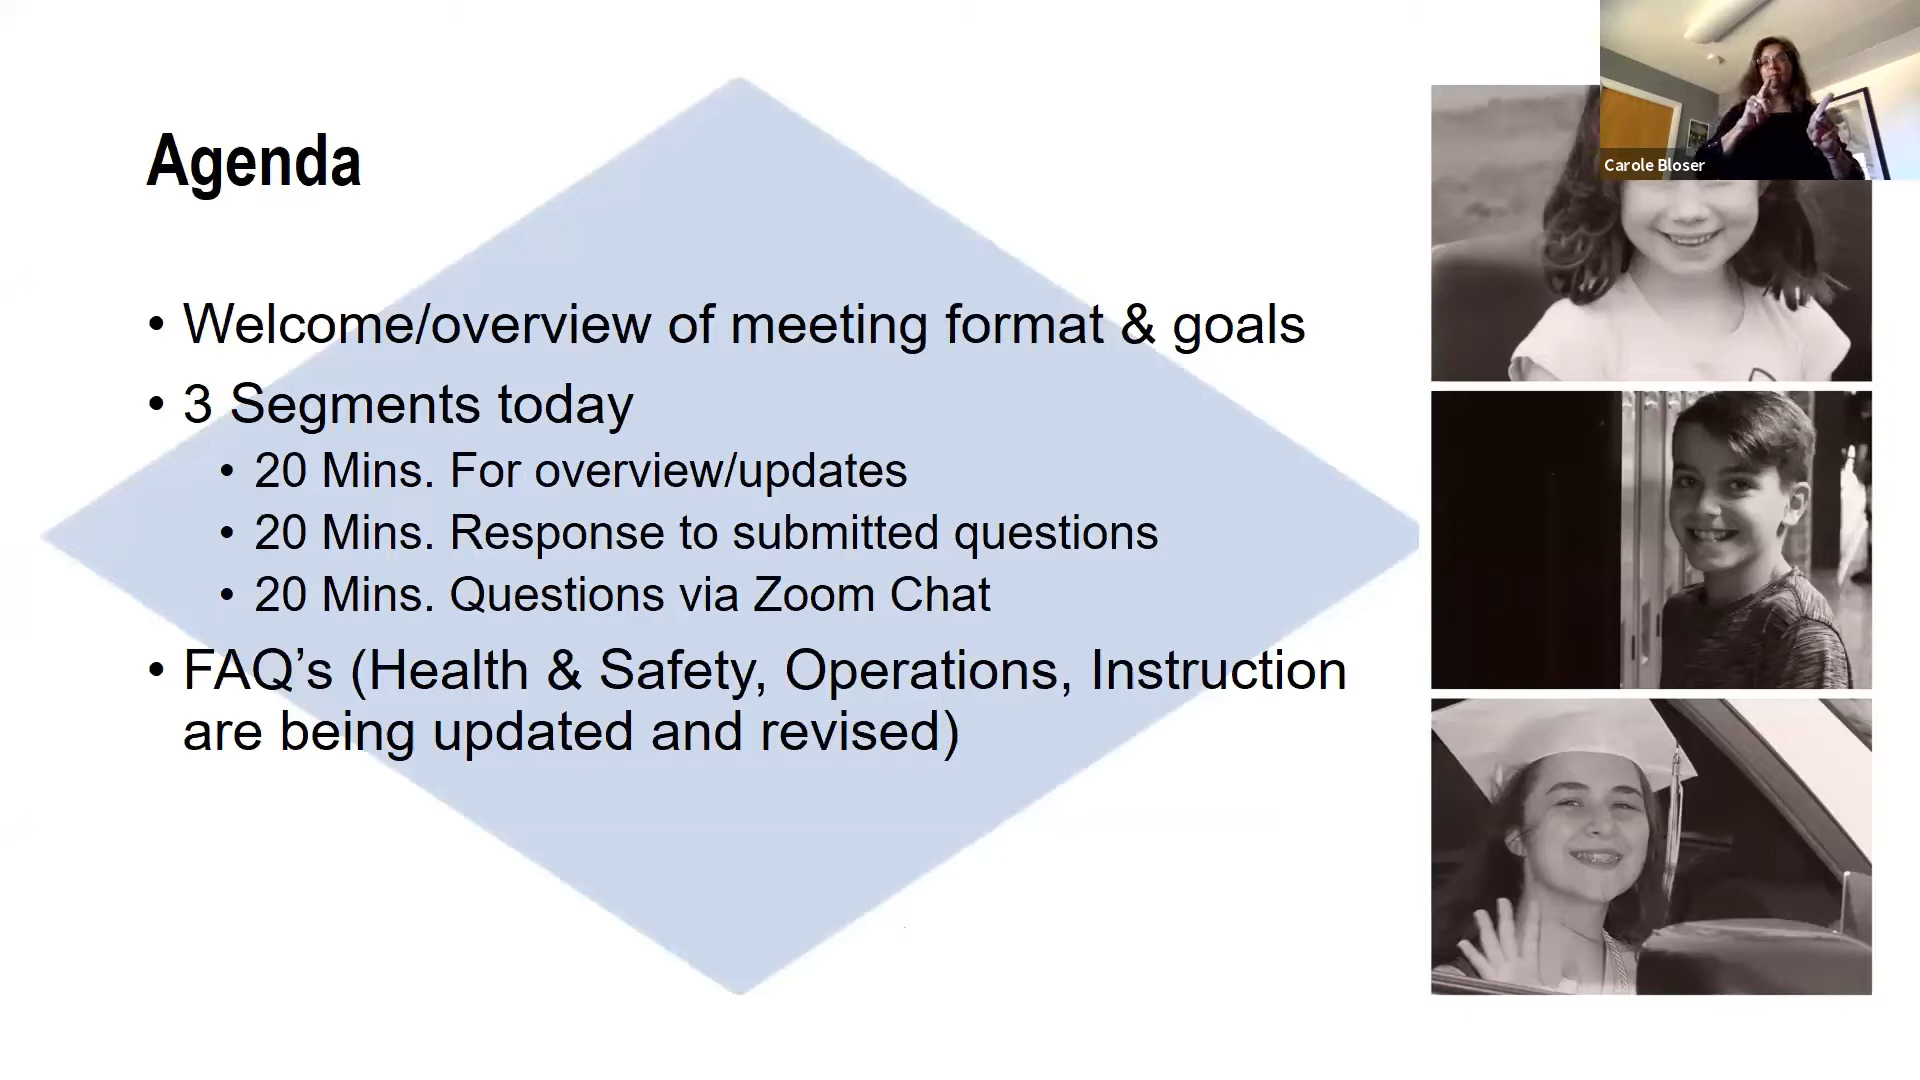 Carole Bloser
Agenda
• Welcome/overview of meeting format & goals
• 3 Segments today
• 20 Mins. For overview/updates
• 20 Mins. Response to submitted questions
• 20 Mins. Questions via Zoom Chat
• FAQ’s (Health & Safety, Operations, Instruction
are being updated and revised)